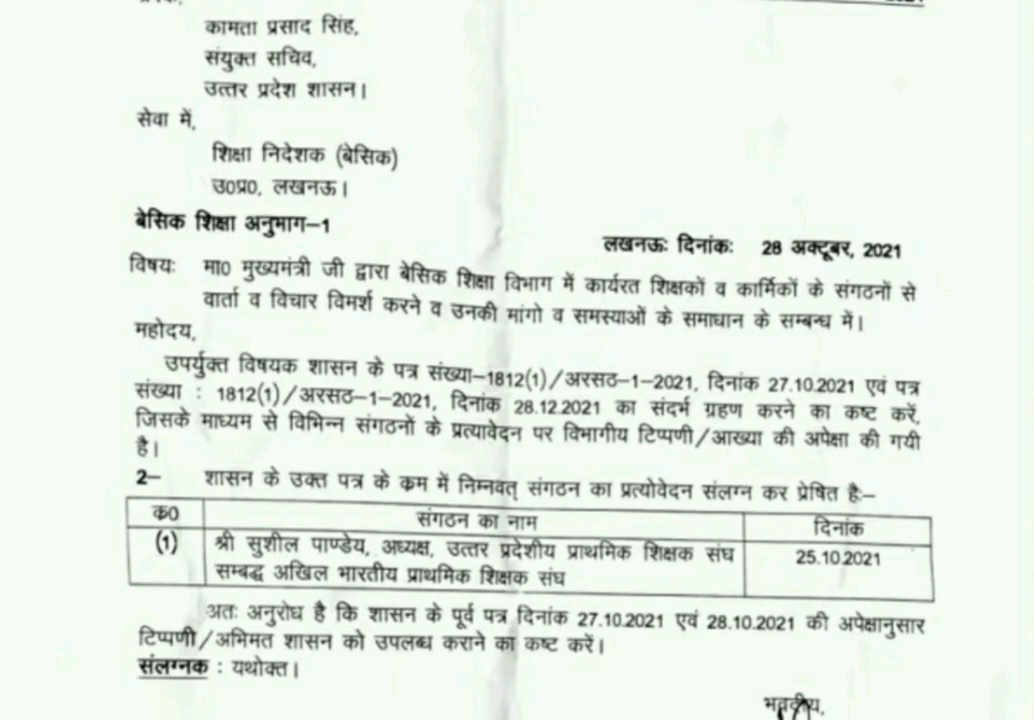 कामता प्रसाद सिंह,
संयुक्त सचिव,
उत्तर प्रदेश शासन।
सेवा में,
शिक्षा निदेशक (बेसिक)
उ0प्र0, लखनऊ।
बेसिक शिक्षा अनुभाग–1
लखनऊः दिनांकः 28 अक्टूबर, 2021
विषयः मा0 मुख्यमंत्री जी द्वारा बेसिक शिक्षा विभाग में कार्यरत शिक्षकों व कार्मिकों के संगठनों से
वार्ता व विचार विमर्श करने व उनकी मांगो व समस्याओं के समाधान के सम्बन्ध में।
महोदय,
उपर्युक्त विषयक शासन के पत्र संख्या–1812(1)/अरसठ–1–2021, दिनांक 27.10.2021 एवं पत्र
संख्या : 1812(1)/अरसठ–1–2021, दिनांक 28.12.2021 का संदर्भ ग्रहण करने का कष्ट करें,
जिसके माध्यम से विभिन्न संगठनों के प्रत्यावेदन पर विभागीय टिप्पणी/आख्या की अपेक्षा की गयी
है।
2– शासन के उक्त पत्र के क्रम में निम्नवत् संगठन का प्रत्योवेदन संलग्न कर प्रेषित हैः–
क0 संगठन का नाम दिनांक
(1) श्री सुशील पाण्डेय, अध्यक्ष, उत्तर प्रदेशीय प्राथमिक शिक्षक संघ 25.10.2021
सम्बद्ध अखिल भारतीय प्राथमिक शिक्षक संघ
अतः अनुरोध है कि शासन के पूर्व पत्र दिनांक 27.10.2021 एवं 28.10.2021 की अपेक्षानुसार
टिप्पणी/अभिमत शासन को उपलब्ध कराने का कष्ट करें।
संलग्नक : यथोक्त।
भवदीय,